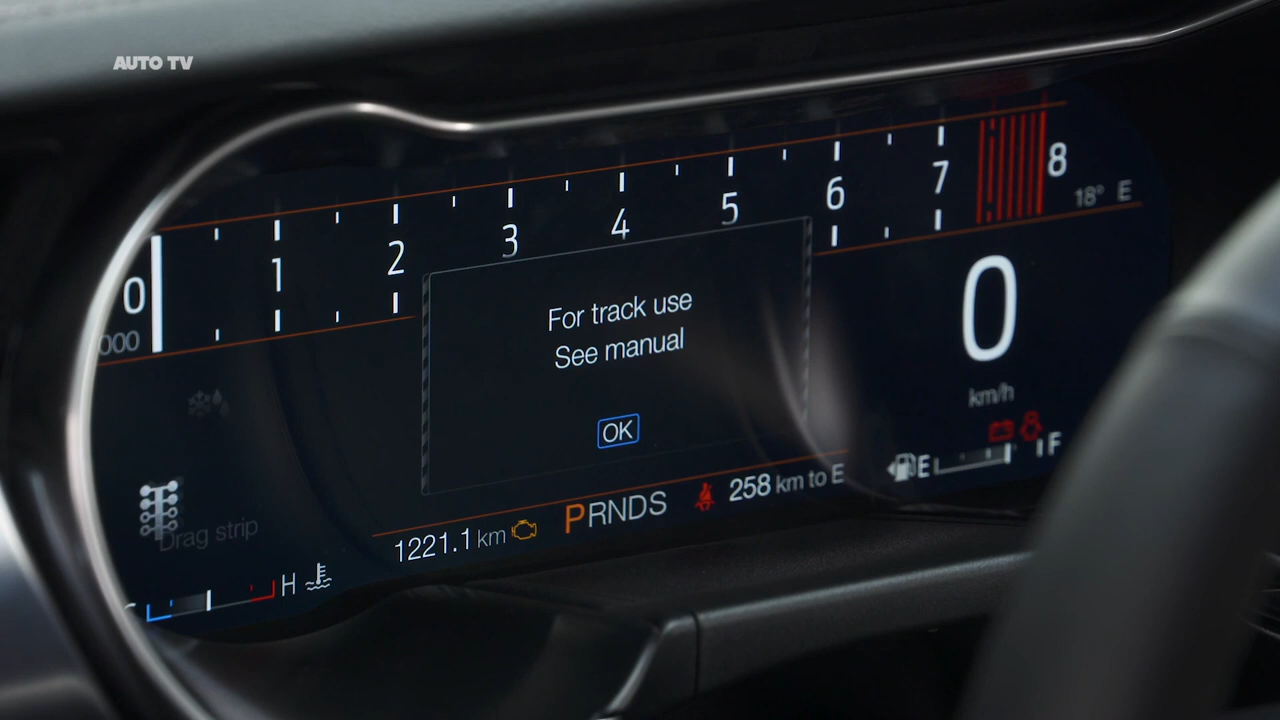 AUTO TV
0 1 2 3 4 5 6 7 8
000
18° E
For track use
See manual
OK
0
km/h
Drag strip
H
1221.1 km
PRNDS
258 km to E
E F